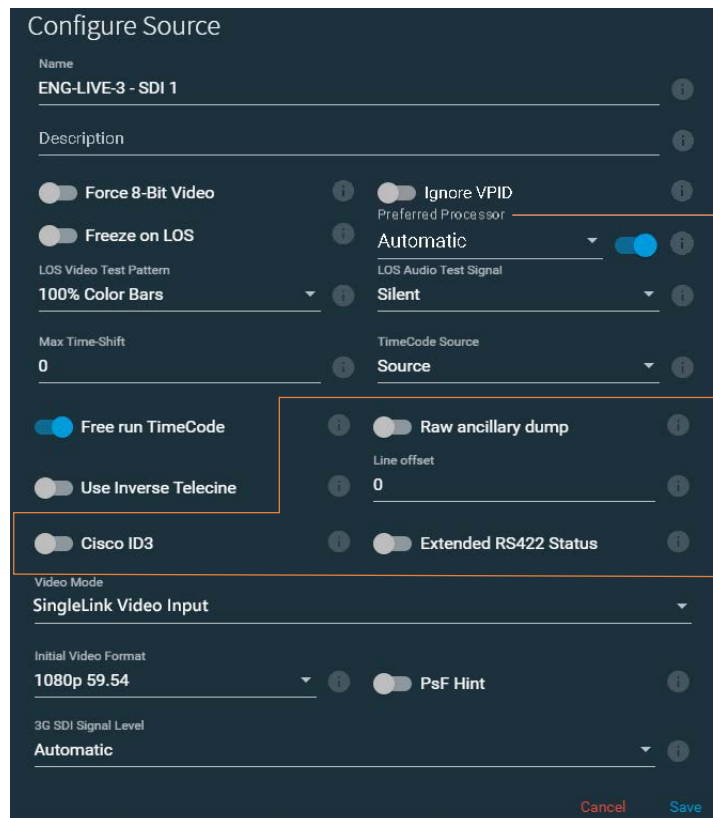 Configure Source
Name
ENG-LIVE-3 - SDI 1
Description
Force 8-Bit Video
Ignore VPID
Freeze on LOS
Preferred Processor
Automatic
LOS Video Test Pattern
100% Color Bars
LOS Audio Test Signal
Silent
Max Time-Shift
0
TimeCode Source
Source
Free run TimeCode
Raw ancillary dump
Use Inverse Telecine
Line offset
0
Cisco ID3
Extended RS422 Status
Video Mode
SingleLink Video Input
Initial Video Format
1080p 59.54
PsF Hint
3G SDI Signal Level
Automatic
Cancel
Save